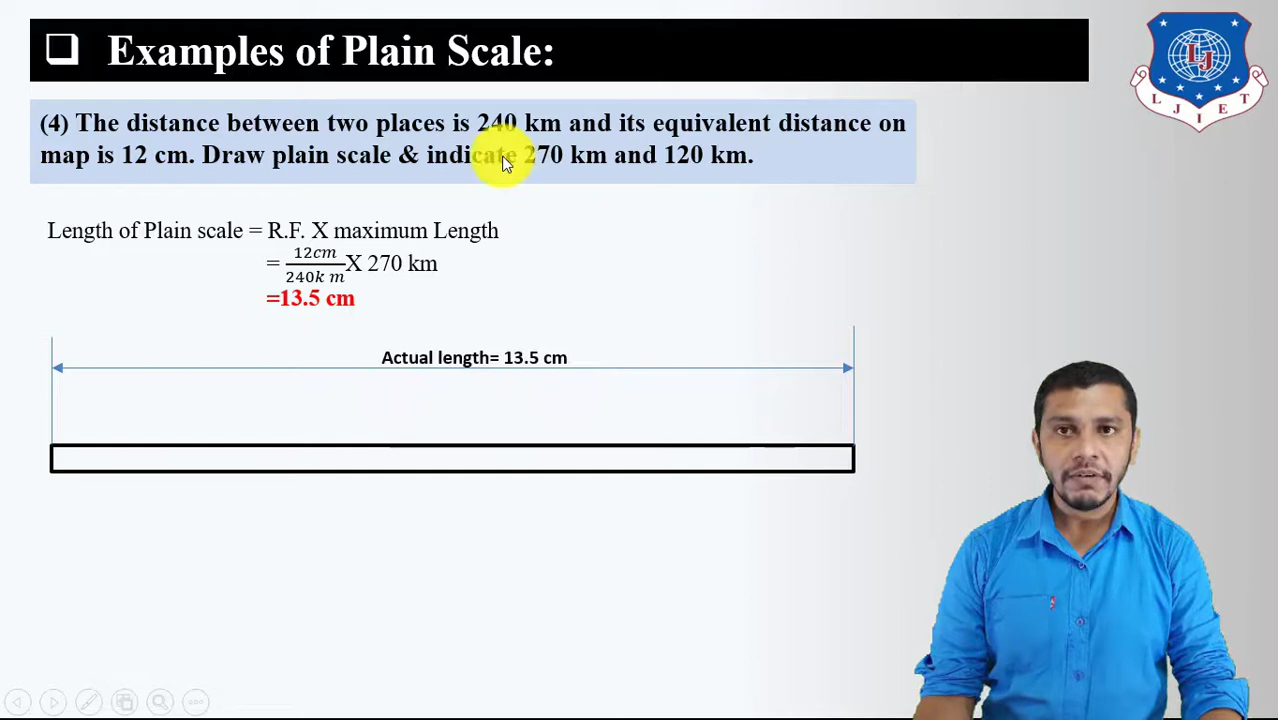 ❑ Examples of Plain Scale:
(4) The distance between two places is 240 km and its equivalent distance on
map is 12 cm. Draw plain scale & indicate 270 km and 120 km.
Length of Plain scale = R.F. X maximum Length
= 12cm/240k m X 270 km
=13.5 cm
Actual length= 13.5 cm
LJ
L J I E T